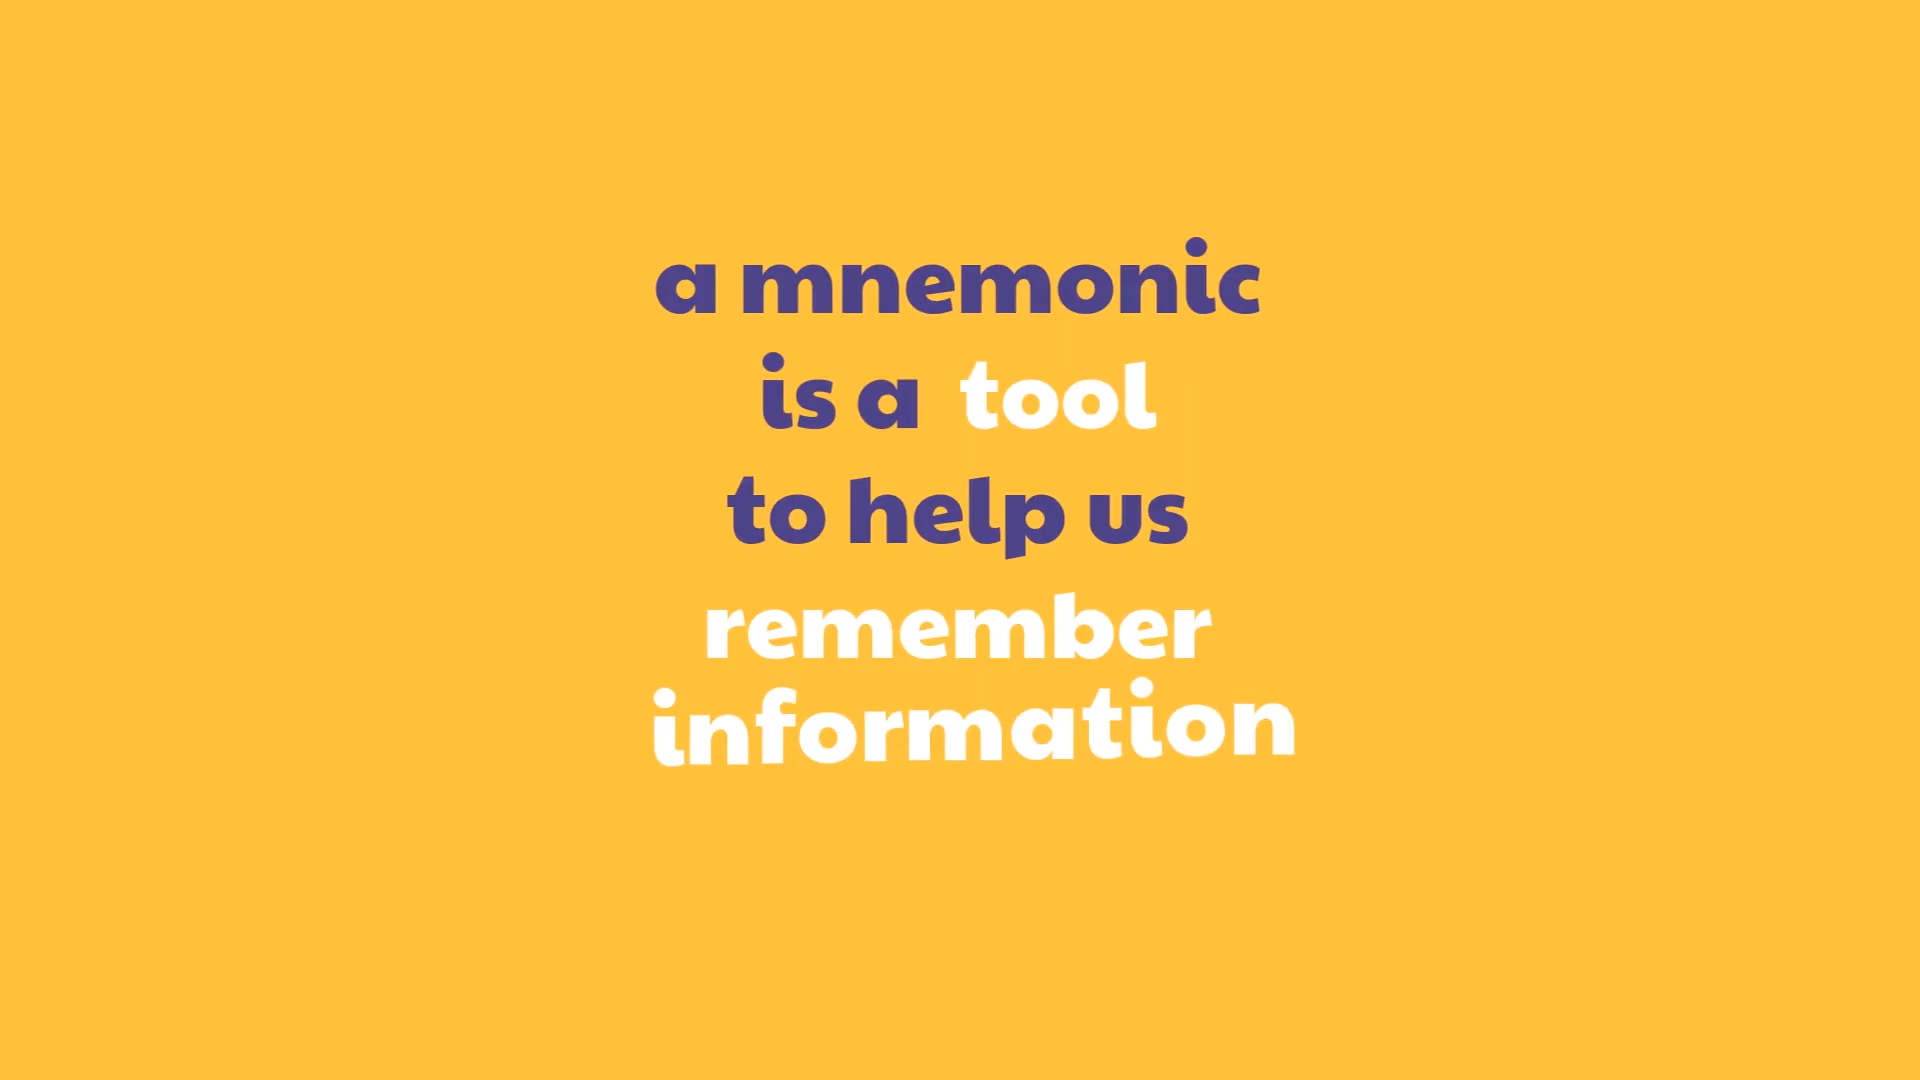 a mnemonic
is a tool
to help us
remember
information